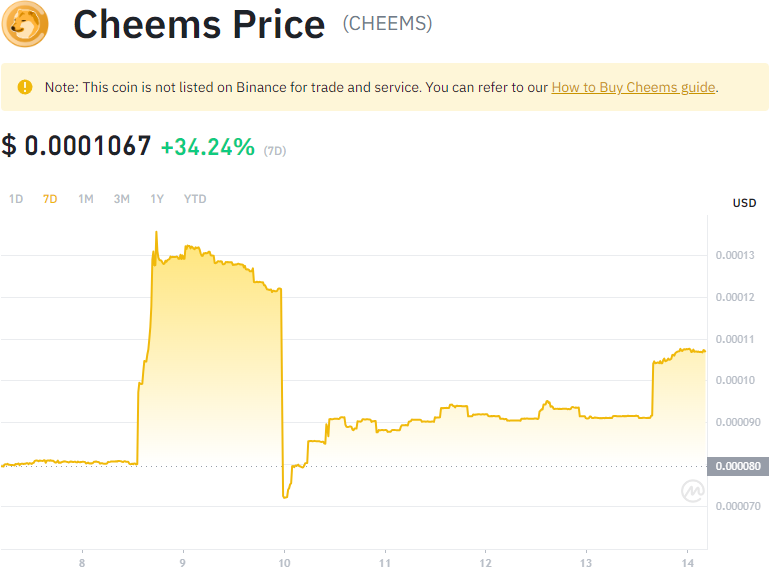 Cheems Price (CHEEMS)
Note: This coin is not listed on Binance for trade and service. You can refer to our How to Buy Cheems guide.
$ 0.0001067 +34.24% (7D)
1D 7D 1M 3M 1Y YTD
USD
0.00013
0.00012
0.00011
0.00010
0.000090
0.000080
0.000070
8 9 10 11 12 13 14